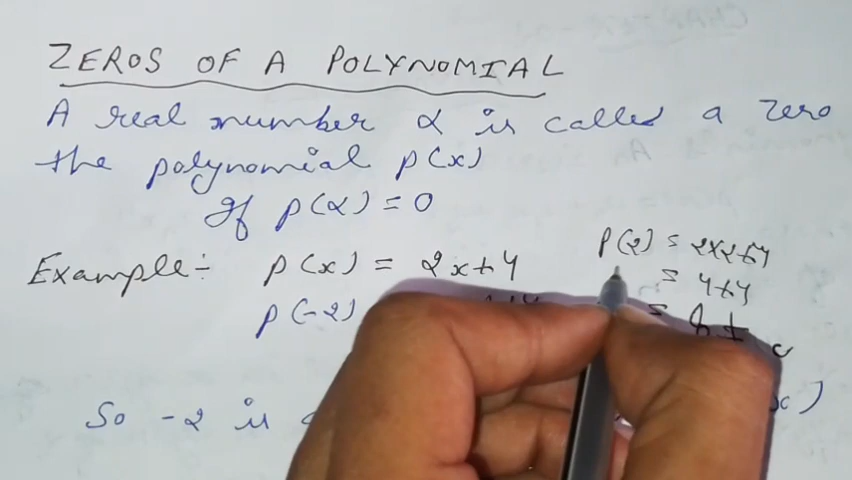 ZEROS OF A POLYNOMIAL
A real number α is called a zero
the polynomial p(x)
If p(α) = 0
Example:- p(x) = 2x+4
p(-2)
So -2 is
P(2) = 2x2+4
= 4+4
= 8 ≠
x)